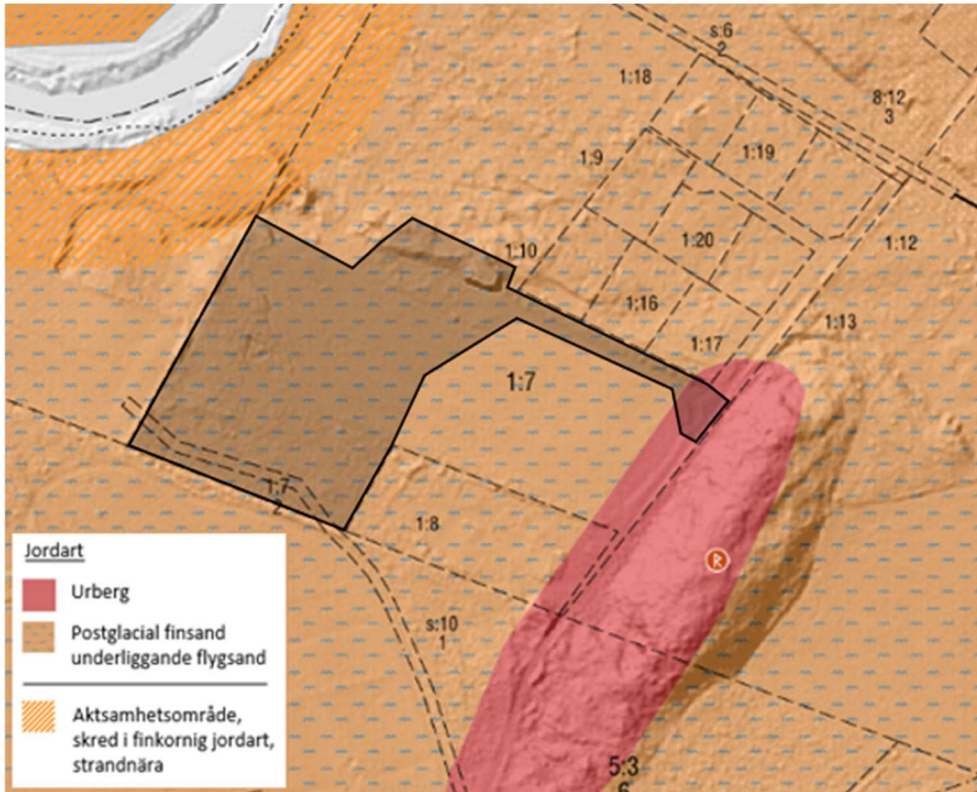 s:6
2
1:18
8:12
3
1:9
1:19
1:20
1:12
1:10
1:16
1:13
1:17
1:7
1:7
2
1:8
s:10
1
R
5:3
6
Jordart
Urberg
Postglacial finsand
underliggande flygsand
Aktsamhetsområde,
skred i finkornig jordart,
strandnära